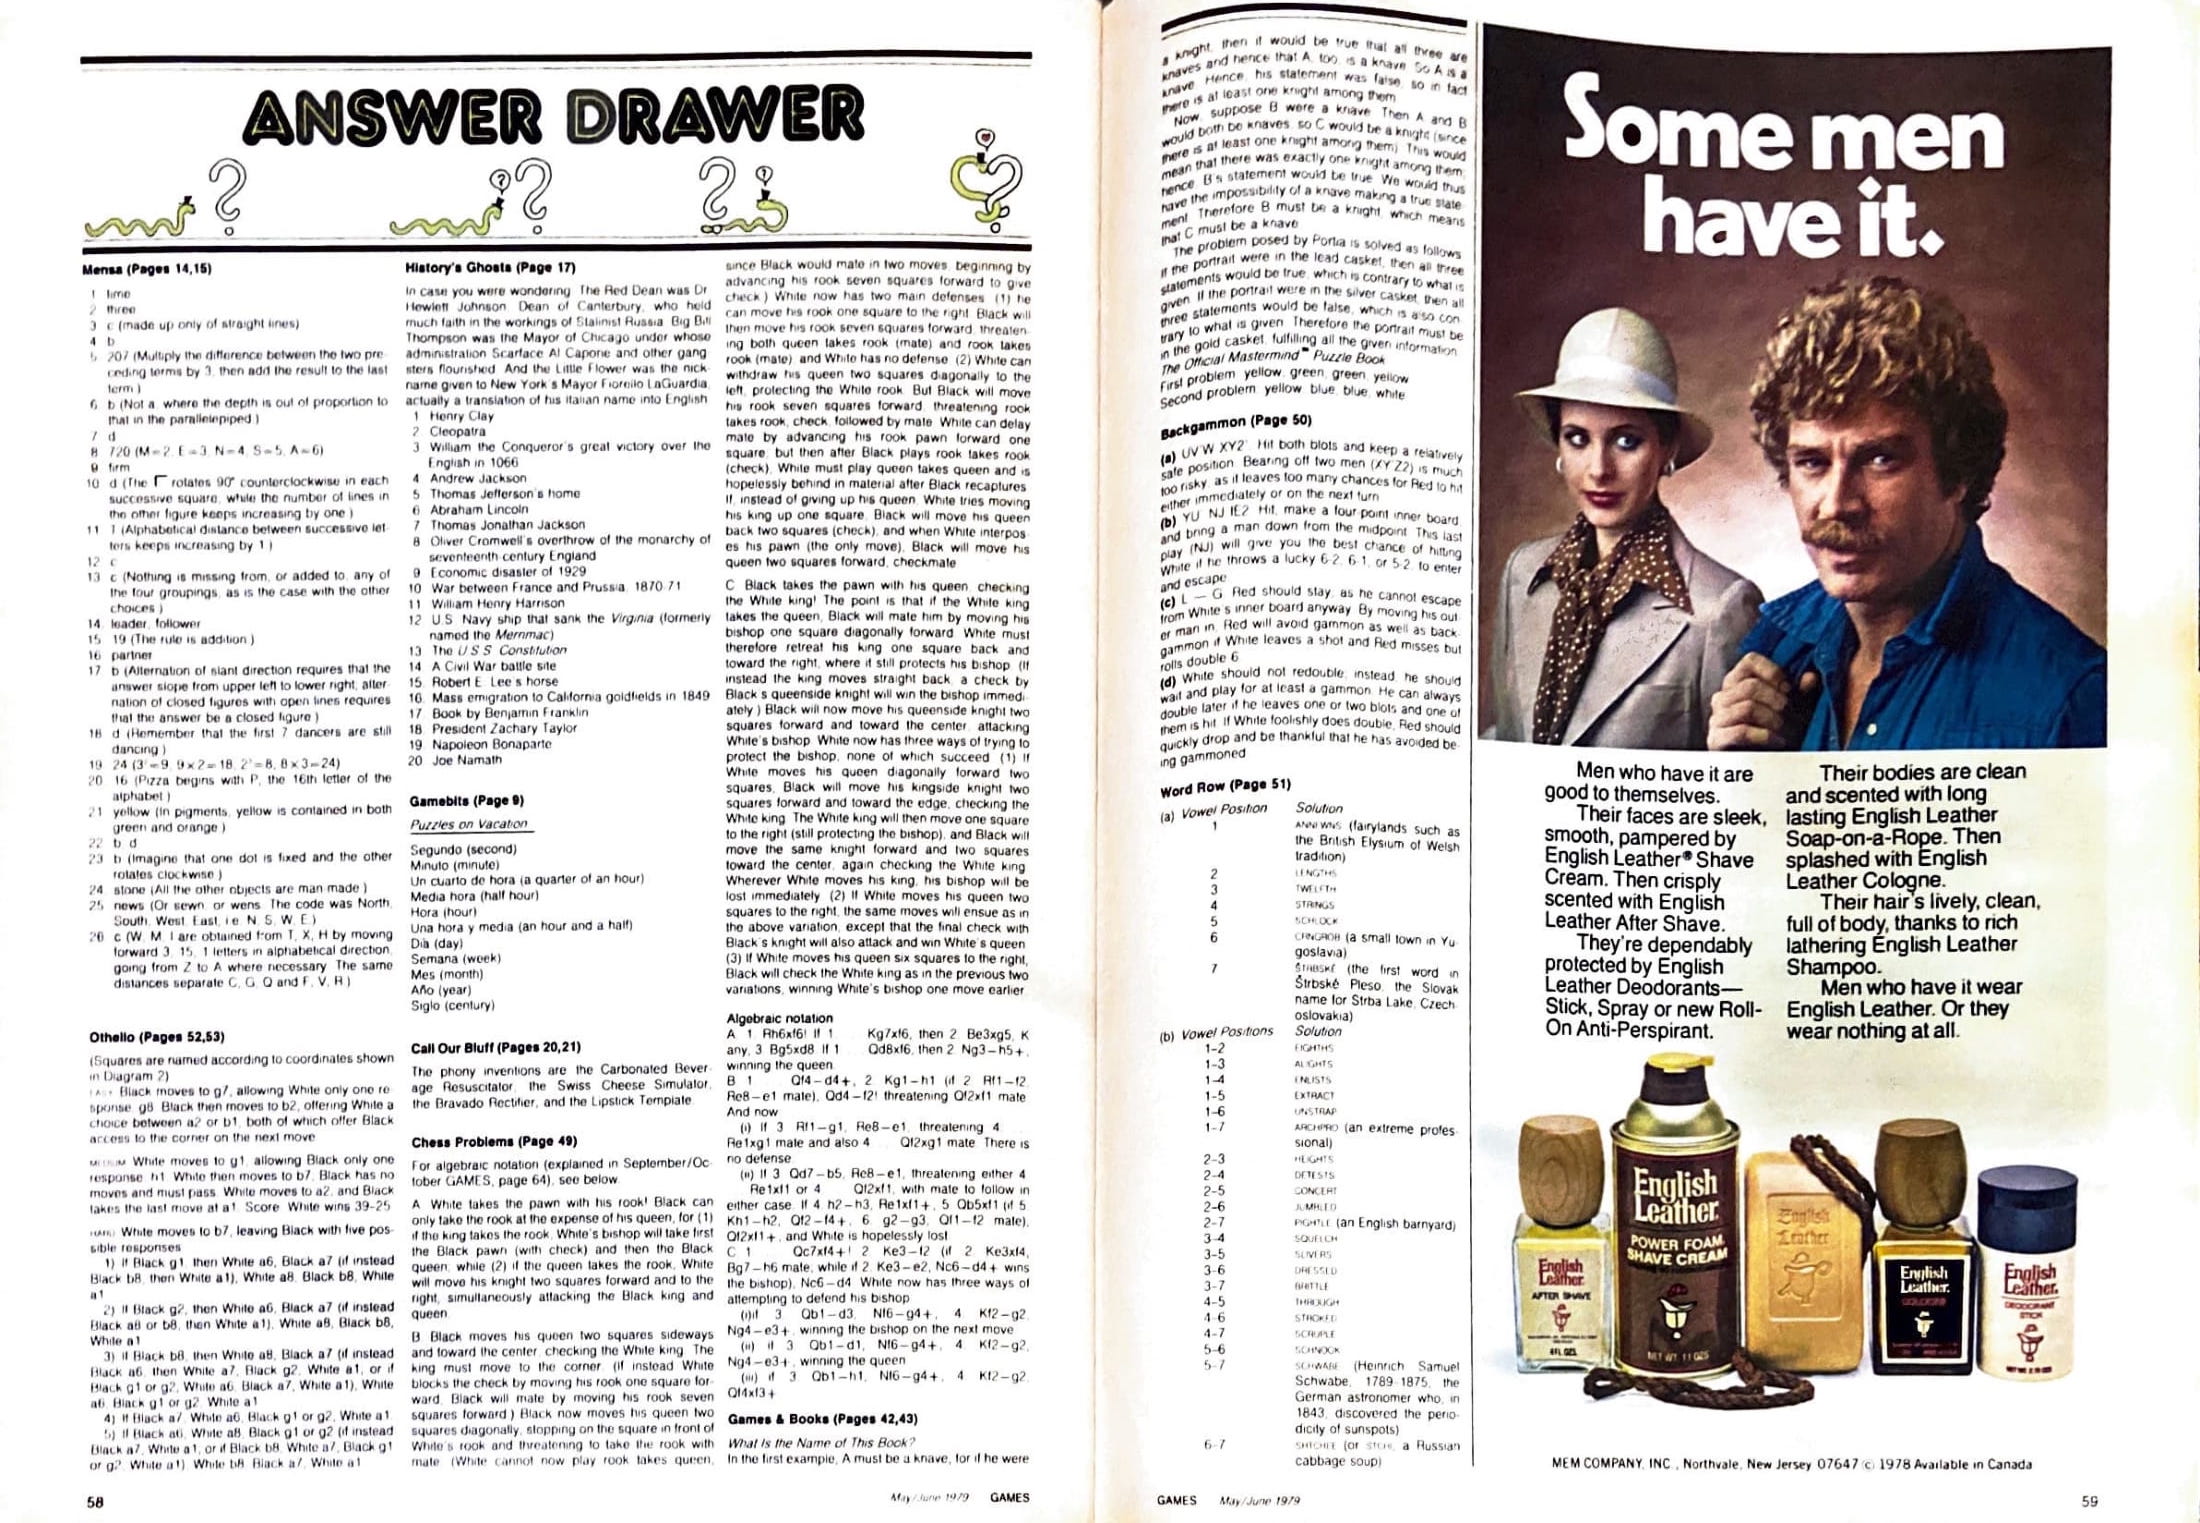 ANSWER DRAWER
Mensa (Pages 14,15)
1 lime
2 three
3 c (made up only of straight lines)
4 b
5 207 (Multiply the difference between the two pre-
ceding terms by 3, then add the result to the last
term.)
6 b (Not a, where the depth is out of proportion to
that in the parallelepiped.)
7 d
8 720 (M=2, E=3, N=4, S=5, A=6)
9 firm
10 d (The rotates 90° counterclockwise in each
successive square, while the number of lines in
the other figure keeps increasing by one.)
11 1 (Alphabetical distance between successive let-
ters keeps increasing by 1.)
12 c
13 c (Nothing is missing from, or added to, any of
the four groupings, as is the case with the other
choices.)
14 leader, follower
15 19 (The rule is addition.)
16 partner
17 b (Alternation of slant direction requires that the
answer slope from upper left to lower right, alter-
nation of closed figures with open lines requires
that the answer be a closed figure.)
18 d (Remember that the first 7 dancers are still
dancing.)
19 24 (3²=9, 9×2=18, 2³=8, 8×3=24)
20 16 (Pizza begins with P, the 16th letter of the
alphabet.)
21 yellow (In pigments, yellow is contained in both
green and orange.)
22 b, d
23 b (Imagine that one dot is fixed and the other
rotates clockwise.)
24 stone (All the other objects are man made.)
25 news (Or sewn, or wens. The code was North,
South, West, East, i.e. N, S, W, E.)
26 c (W, M, I are obtained from T, X, H by moving
forward 3, 15, 1 letters in alphabetical direction,
going from Z to A where necessary. The same
distances separate C, G, Q and F, V, R.)
Othello (Pages 52,53)
(Squares are named according to coordinates shown
in Diagram 2)
EASY Black moves to g7, allowing White only one re-
sponse, g8. Black then moves to b2, offering White a
choice between a2 or b1, both of which offer Black
access to the corner on the next move.
MEDIUM White moves to g1, allowing Black only one
response, h1. White then moves to b7, Black has no
moves and must pass. White moves to a2, and Black
takes the last move at a1. Score: White wins 39-25
HARD White moves to b7, leaving Black with five pos-
sible responses
1) If Black g1, then White a6, Black a7 (if instead
Black b8, then White a1), White a8, Black b8, White
a1
2) If Black g2, then White a6, Black a7 (if instead
Black a8 or b8, then White a1), White a8, Black b8,
White a1
3) If Black b8, then White a8, Black a7 (if instead
Black a6, then White a7, Black g2, White a1, or if
Black g1 or g2, White a6, Black a7, White a1), White
a6, Black g1 or g2, White a1
4) If Black a7, White a6, Black g1 or g2, White a1
5) If Black a6, White a8, Black g1 or g2 (if instead
Black a7, White a1, or if Black b8, White a7, Black g1
or g2, White a1), White b8, Black a7, White a1
58
History's Ghosts (Page 17)
In case you were wondering: The Red Dean was Dr.
Hewlett Johnson, Dean of Canterbury, who held
much faith in the workings of Stalinist Russia. Big Bill
Thompson was the Mayor of Chicago under whose
administration Scarface Al Capone and other gang-
sters flourished. And the Little Flower was the nick-
name given to New York's Mayor Fiorello LaGuardia,
actually a translation of his Italian name into English
1 Henry Clay
2 Cleopatra
3 William the Conqueror's great victory over the
English in 1066
4 Andrew Jackson
5 Thomas Jefferson's home
6 Abraham Lincoln
7 Thomas Jonathan Jackson
8 Oliver Cromwell's overthrow of the monarchy of
seventeenth century England
9 Economic disaster of 1929
10 War between France and Prussia, 1870-71
11 William Henry Harrison
12 U.S. Navy ship that sank the Virginia (formerly
named the Merrimac)
13 The U.S.S. Constitution
14 A Civil War battle site
15 Robert E. Lee's horse
16 Mass emigration to California goldfields in 1849
17 Book by Benjamin Franklin
18 President Zachary Taylor
19 Napoleon Bonaparte
20 Joe Namath
Gamebits (Page 9)
Puzzles on Vacation
Segundo (second)
Minuto (minute)
Un cuarto de hora (a quarter of an hour)
Media hora (half hour)
Hora (hour)
Una hora y media (an hour and a half)
Día (day)
Semana (week)
Mes (month)
Año (year)
Siglo (century)
Call Our Bluff (Pages 20,21)
The phony inventions are the Carbonated Bever-
age Resuscitator, the Swiss Cheese Simulator,
the Bravado Rectifier, and the Lipstick Template.
Chess Problems (Page 49)
For algebraic notation (explained in September/Oc-
tober GAMES, page 64), see below.
A White takes the pawn with his rook! Black can
only take the rook at the expense of his queen, for (1)
if the king takes the rook, White's bishop will take first
the Black pawn (with check) and then the Black
queen, while (2) if the queen takes the rook, White
will move his knight two squares forward and to the
right, simultaneously attacking the Black king and
queen.
B Black moves his queen two squares sideways
and toward the center, checking the White king. The
king must move to the corner. (If instead White
blocks the check by moving his rook one square for-
ward, Black will mate by moving his rook seven
squares forward.) Black now moves his queen two
squares diagonally, stopping on the square in front of
White's rook and threatening to take the rook with
mate. (White cannot now play rook takes queen,
since Black would mate in two moves, beginning by
advancing his rook seven squares forward to give
check.) White now has two main defenses: (1) he
can move his rook one square to the right. Black will
then move his rook seven squares forward, threaten-
ing both queen takes rook (mate) and rook takes
rook (mate) and White has no defense. (2) White can
withdraw his queen two squares diagonally to the
left, protecting the White rook. But Black will move
his rook seven squares forward, threatening rook
takes rook, check, followed by mate. White can delay
mate by advancing his rook pawn forward one
square, but then after Black plays rook takes rook
(check), White must play queen takes queen and is
hopelessly behind in material after Black recaptures.
If, instead of giving up his queen, White tries moving
his king up one square, Black will move his queen
back two squares (check), and when White interpos-
es his pawn (the only move), Black will move his
queen two squares forward, checkmate.
C Black takes the pawn with his queen, checking
the White king! The point is that if the White king
takes the queen, Black will mate him by moving his
bishop one square diagonally forward. White must
therefore retreat his king one square back and
toward the right, where it still protects his bishop. (If
instead the king moves straight back, a check by
Black's queenside knight will win the bishop immedi-
ately.) Black will now move his queenside knight two
squares forward and toward the center, attacking
White's bishop. White now has three ways of trying to
protect the bishop, none of which succeed: (1) If
White moves his queen diagonally forward two
squares, Black will move his kingside knight two
squares forward and toward the edge, checking the
White king. The White king will then move one square
to the right (still protecting the bishop), and Black will
move the same knight forward and two squares
toward the center, again checking the White king.
Wherever White moves his king, his bishop will be
lost immediately. (2) If White moves his queen two
squares to the right, the same moves will ensue as in
the above variation, except that the final check with
Black's knight will also attack and win White's queen.
(3) If White moves his queen six squares to the right,
Black will check the White king as in the previous two
variations, winning White's bishop one move earlier.
Algebraic notation
A 1 Rh6xf6! If 1 Kg7xf6, then 2 Be3xg5, K
any, 3 Bg5xd8. If 1 Qd8xf6, then 2 Ng3–h5+,
winning the queen.
B 1 Qf4–d4+, 2 Kg1–h1 (if 2 Rf1–f2,
Re8–e1 mate), Qd4–f2! threatening Qf2xf1 mate.
And now
(i) If 3 Rf1–g1, Re8–e1, threatening 4
Re1xg1 mate and also 4 Qf2xg1 mate. There is
no defense.
(ii) If 3 Qd7–b5, Re8–e1, threatening either 4
Re1xf1 or 4 Qf2xf1, with mate to follow in
either case. If 4 h2–h3, Re1xf1+, 5 Qb5xf1 (if 5
Kh1–h2, Qf2–f4+, 6 g2–g3, Qf1–f2 mate),
Qf2xf1+, and White is hopelessly lost.
C 1 Qc7xf4+! 2 Ke3–f2 (if 2 Ke3xf4,
Bg7–h6 mate, while if 2 Ke3–e2, Nc6–d4+ wins
the bishop), Nc6–d4. White now has three ways of
attempting to defend his bishop
(i) if 3 Qb1–d3, Nf6–g4+, 4 Kf2–g2,
Ng4–e3+, winning the bishop on the next move
(ii) if 3 Qb1–d1, Nf6–g4+, 4 Kf2–g2,
Ng4–e3+, winning the queen
(iii) if 3 Qb1–h1, Nf6–g4+, 4 Kf2–g2,
Qf4xf3+
Games & Books (Pages 42,43)
What Is the Name of This Book?
In the first example, A must be a knave, for if he were
May/June 1979 GAMES
a knight, then it would be true that all three are
knaves and hence that A, too, is a knave. So A is a
knave. Hence, his statement was false, so in fact
there is at least one knight among them.
Now, suppose B were a knave. Then A and B
would both be knaves, so C would be a knight (since
there is at least one knight among them). This would
mean that there was exactly one knight among them;
hence, B's statement would be true. We would thus
have the impossibility of a knave making a true state-
ment. Therefore B must be a knight, which means
that C must be a knave.
The problem posed by Portia is solved as follows:
If the portrait were in the lead casket, then all three
statements would be true, which is contrary to what is
given. If the portrait were in the silver casket, then all
three statements would be false, which is also con-
trary to what is given. Therefore the portrait must be
in the gold casket, fulfilling all the given information.
The Official Mastermind™ Puzzle Book
First problem: yellow, green, green, yellow
Second problem: yellow, blue, blue, white
Backgammon (Page 50)
(a) UV W XY2. Hit both blots and keep a relatively
safe position. Bearing off two men (XY Z2) is much
too risky, as it leaves too many chances for Red to hit
either immediately or on the next turn.
(b) YU NJ IE2. Hit, make a four-point inner board,
and bring a man down from the midpoint. This last
play (NJ) will give you the best chance of hitting
White if he throws a lucky 6-2, 6-1, or 5-2, to enter
and escape.
(c) L – G. Red should stay, as he cannot escape
from White's inner board anyway. By moving his out-
er man in, Red will avoid gammon as well as back-
gammon if White leaves a shot and Red misses but
rolls double 6.
(d) White should not redouble; instead, he should
wait and play for at least a gammon. He can always
double later if he leaves one or two blots and one of
them is hit. If White foolishly does double, Red should
quickly drop and be thankful that he has avoided be-
ing gammoned.
Word Row (Page 51)
(a) Vowel Position Solution
1 ANNWNS (fairylands such as
the British Elysium of Welsh
tradition)
2 LENGTHS
3 TWELFTH
4 STRINGS
5 SCHLOCK
6 CRNGROB (a small town in Yu-
goslavia)
7 ŠTRBSKÉ (the first word in
Štrbské Pleso, the Slovak
name for Strba Lake, Czech-
oslovakia)
(b) Vowel Positions Solution
1-2 EIGHTHS
1-3 ALIGHTS
1-4 ENLISTS
1-5 EXTRACT
1-6 UNSTRAP
1-7 ARCHPRO (an extreme profes-
sional)
2-3 HEIGHTS
2-4 DETESTS
2-5 CONCERT
2-6 JUMBLED
2-7 PIGHTLE (an English barnyard)
3-4 SQUELCH
3-5 SLIVERS
3-6 DRESSED
3-7 BRITTLE
4-5 THROUGH
4-6 STROKED
4-7 SCRUPLE
5-6 SCHNOOK
5-7 SCHWABE (Heinrich Samuel
Schwabe, 1789-1875, the
German astronomer who, in
1843, discovered the perio-
dicity of sunspots)
6-7 SHTCHEE (or STCHI, a Russian
cabbage soup)
GAMES May/June 1979
Some men
have it.
Men who have it are
good to themselves.
Their faces are sleek,
smooth, pampered by
English Leather® Shave
Cream. Then crisply
scented with English
Leather After Shave.
They're dependably
protected by English
Leather Deodorants—
Stick, Spray or new Roll-
On Anti-Perspirant.
Their bodies are clean
and scented with long
lasting English Leather
Soap-on-a-Rope. Then
splashed with English
Leather Cologne.
Their hair's lively, clean,
full of body, thanks to rich
lathering English Leather
Shampoo.
Men who have it wear
English Leather. Or they
wear nothing at all.
English
Leather.
AFTER SHAVE
English
Leather.
POWER FOAM
SHAVE CREAM
NET WT. 11 OZS
English
Leather
English
Leather.
COLOGNE
English
Leather.
DEODORANT
STICK
MEM COMPANY, INC., Northvale, New Jersey 07647 © 1978 Available in Canada
59